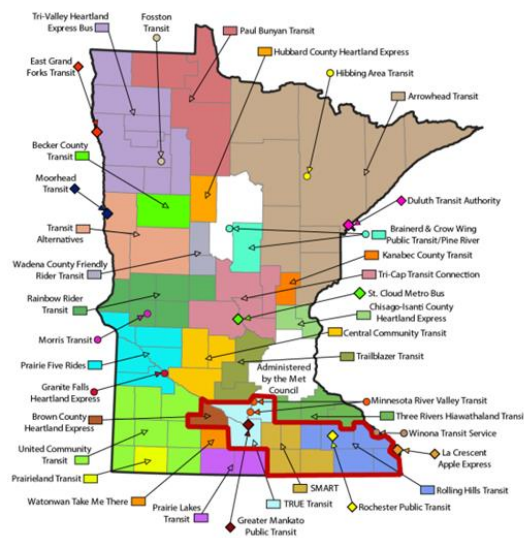 Tri-Valley Heartland
Express Bus
Fosston
Transit
Paul Bunyan Transit
Hubbard County Heartland Express
East Grand
Forks Transit
Hibbing Area Transit
Arrowhead Transit
Becker County
Transit
Moorhead
Transit
Duluth Transit Authority
Transit
Alternatives
Brainerd & Crow Wing
Public Transit/Pine River
Wadena County Friendly
Rider Transit
Kanabec County Transit
Tri-Cap Transit Connection
Rainbow Rider
Transit
St. Cloud Metro Bus
Chisago-Isanti County
Heartland Express
Morris Transit
Central Community Transit
Prairie Five Rides
Trailblazer Transit
Administered
by the Met
Council
Granite Falls
Heartland Express
Minnesota River Valley Transit
Brown County
Heartland Express
Three Rivers Hiawathaland Transit
Winona Transit Service
United Community
Transit
La Crescent
Apple Express
Prairieland Transit
SMART
Rolling Hills Transit
Watonwan Take Me There
Prairie Lakes
Transit
TRUE Transit
Rochester Public Transit
Greater Mankato
Public Transit